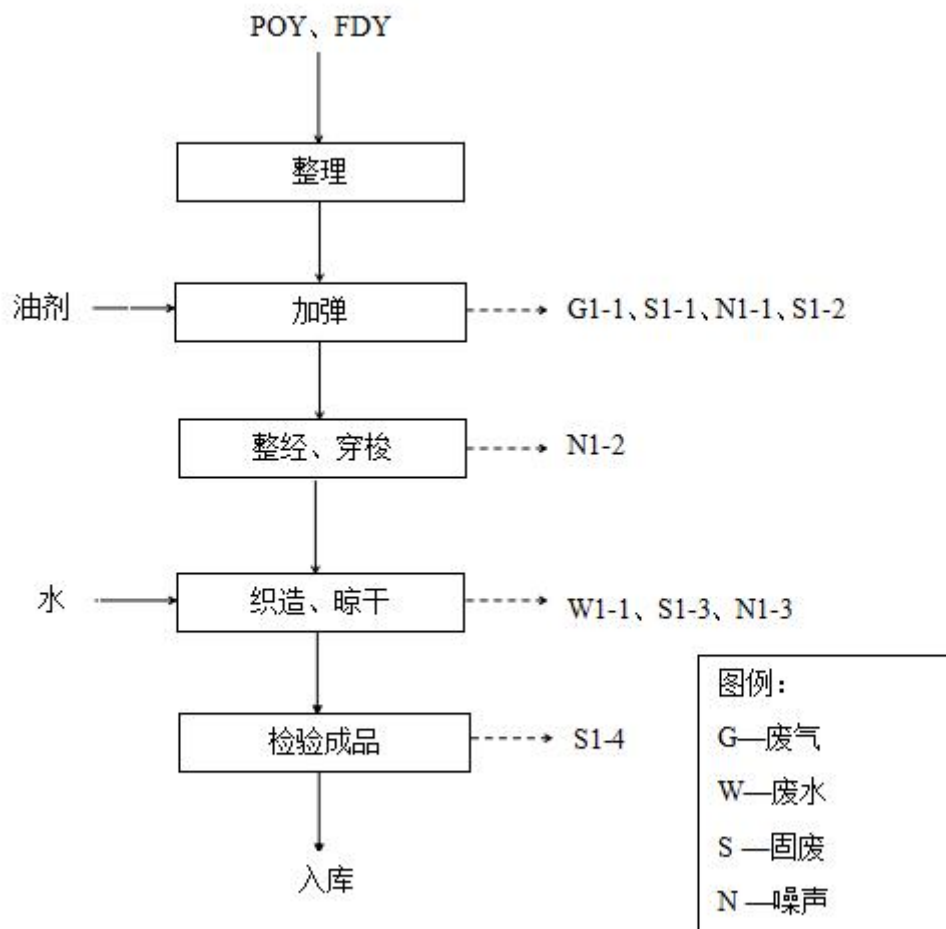 POY、FDY
整理
油剂
加弹
G1-1、S1-1、N1-1、S1-2
整经、穿梭
N1-2
水
织造、晾干
W1-1、S1-3、N1-3
检验成品
S1-4
入库
图例：
G—废气
W—废水
S —固废
N —噪声